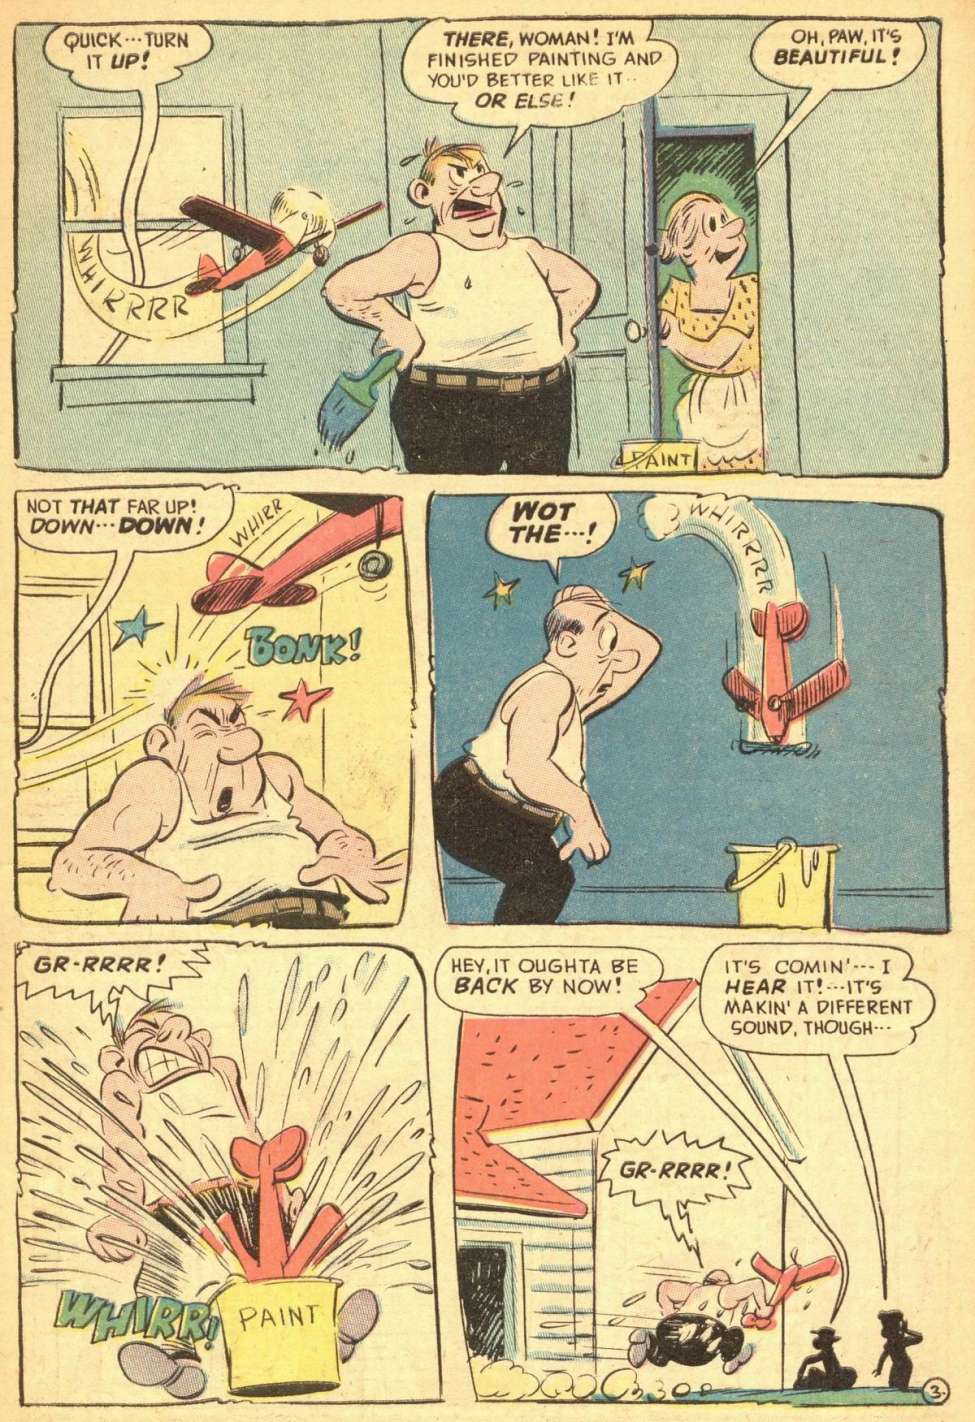 QUICK---TURN
IT UP!
THERE, WOMAN! I'M
FINISHED PAINTING AND
YOU'D BETTER LIKE IT--
OR ELSE!
OH, PAW, IT'S
BEAUTIFUL!
WHIRRRR
PAINT
NOT THAT FAR UP!
DOWN---DOWN!
WHIRR
BONK!
WOT
THE---!
WHIRRRR
GR-RRRR!
WHIRR!
PAINT
HEY, IT OUGHTA BE
BACK BY NOW!
IT'S COMIN'---I
HEAR IT!---IT'S
MAKIN' A DIFFERENT
SOUND, THOUGH---
GR-RRRR!
3.